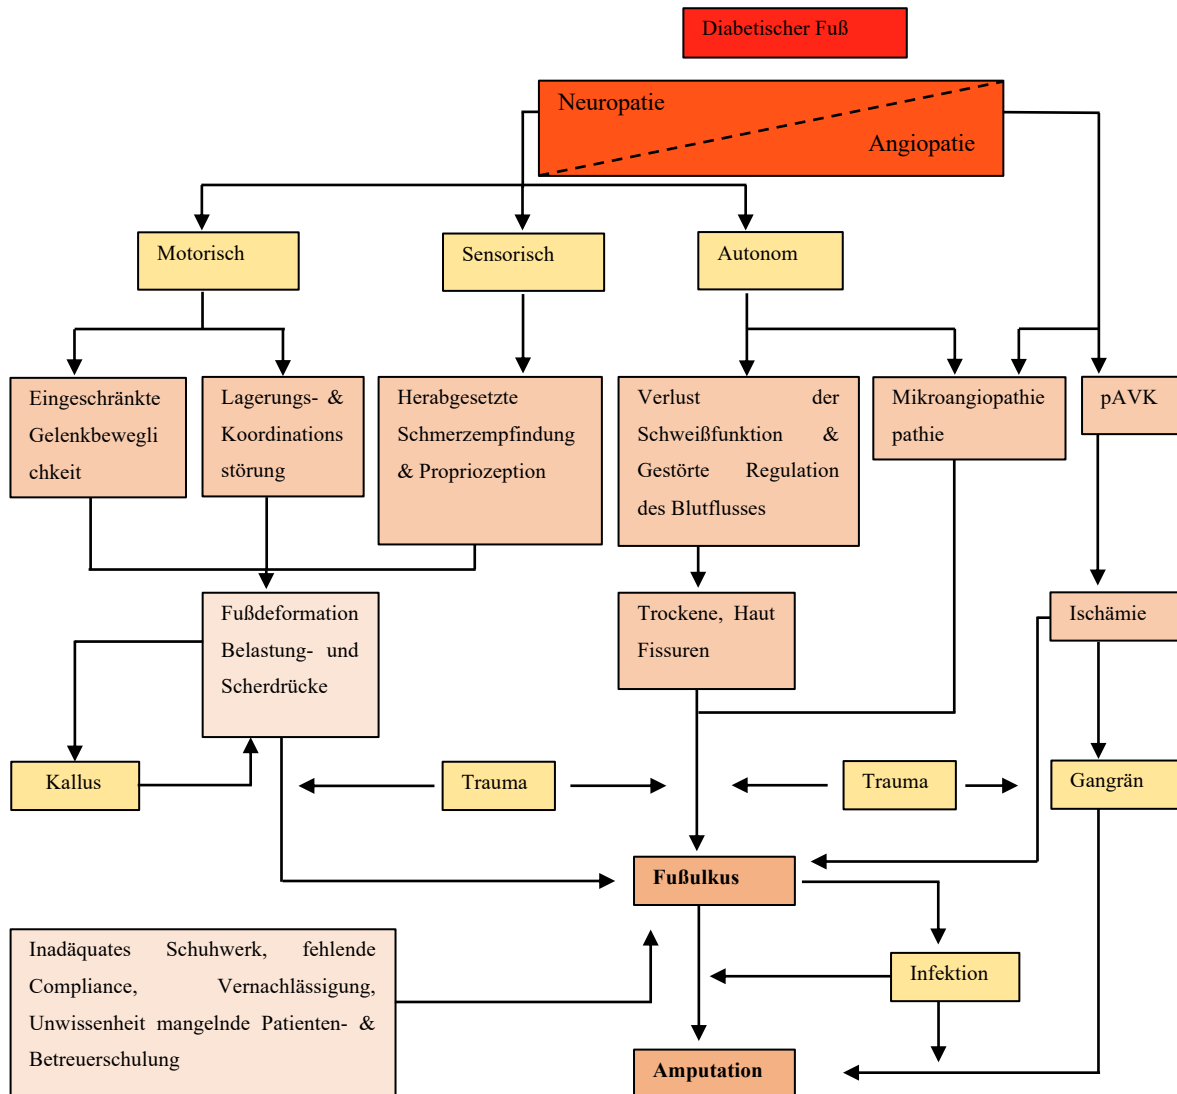 Diabetischer Fuß
Neuropatie
Angiopatie
Motorisch
Sensorisch
Autonom
Eingeschränkte
Gelenkbewegli
chkeit
Lagerungs- &
Koordinations
störung
Herabgesetzte
Schmerzempfindung
& Propriozeption
Verlust der
Schweißfunktion &
Gestörte Regulation
des Blutflusses
Mikroangiopathie
pathie
pAVK
Fußdeformation
Belastung- und
Scherdrücke
Trockene, Haut
Fissuren
Ischämie
Kallus
Trauma
Trauma
Gangrän
Fußulkus
Inadäquates Schuhwerk, fehlende
Compliance, Vernachlässigung,
Unwissenheit mangelnde Patienten- &
Betreuerschulung
Infektion
Amputation